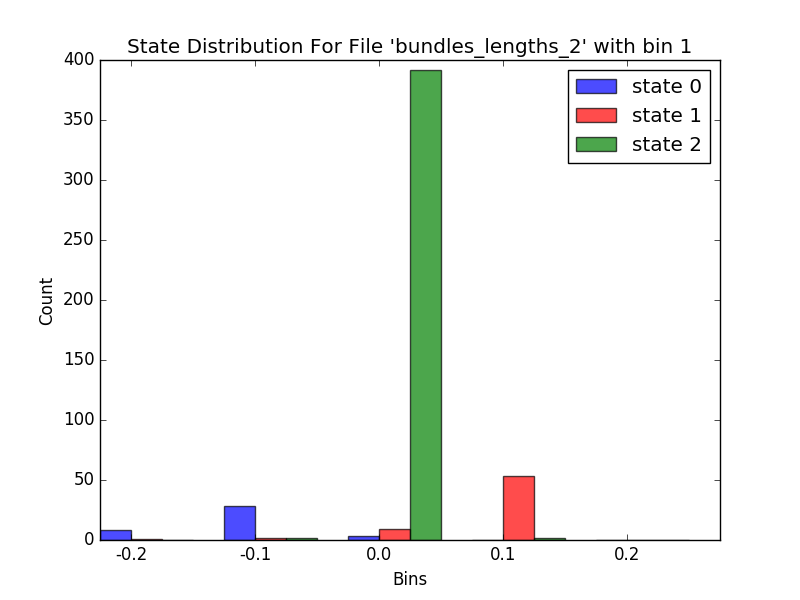 State Distribution For File 'bundles_lengths_2' with bin 1
400
350
300
250
200
150
100
50
0
Count
state 0
state 1
state 2
-0.2 -0.1 0.0 0.1 0.2
Bins